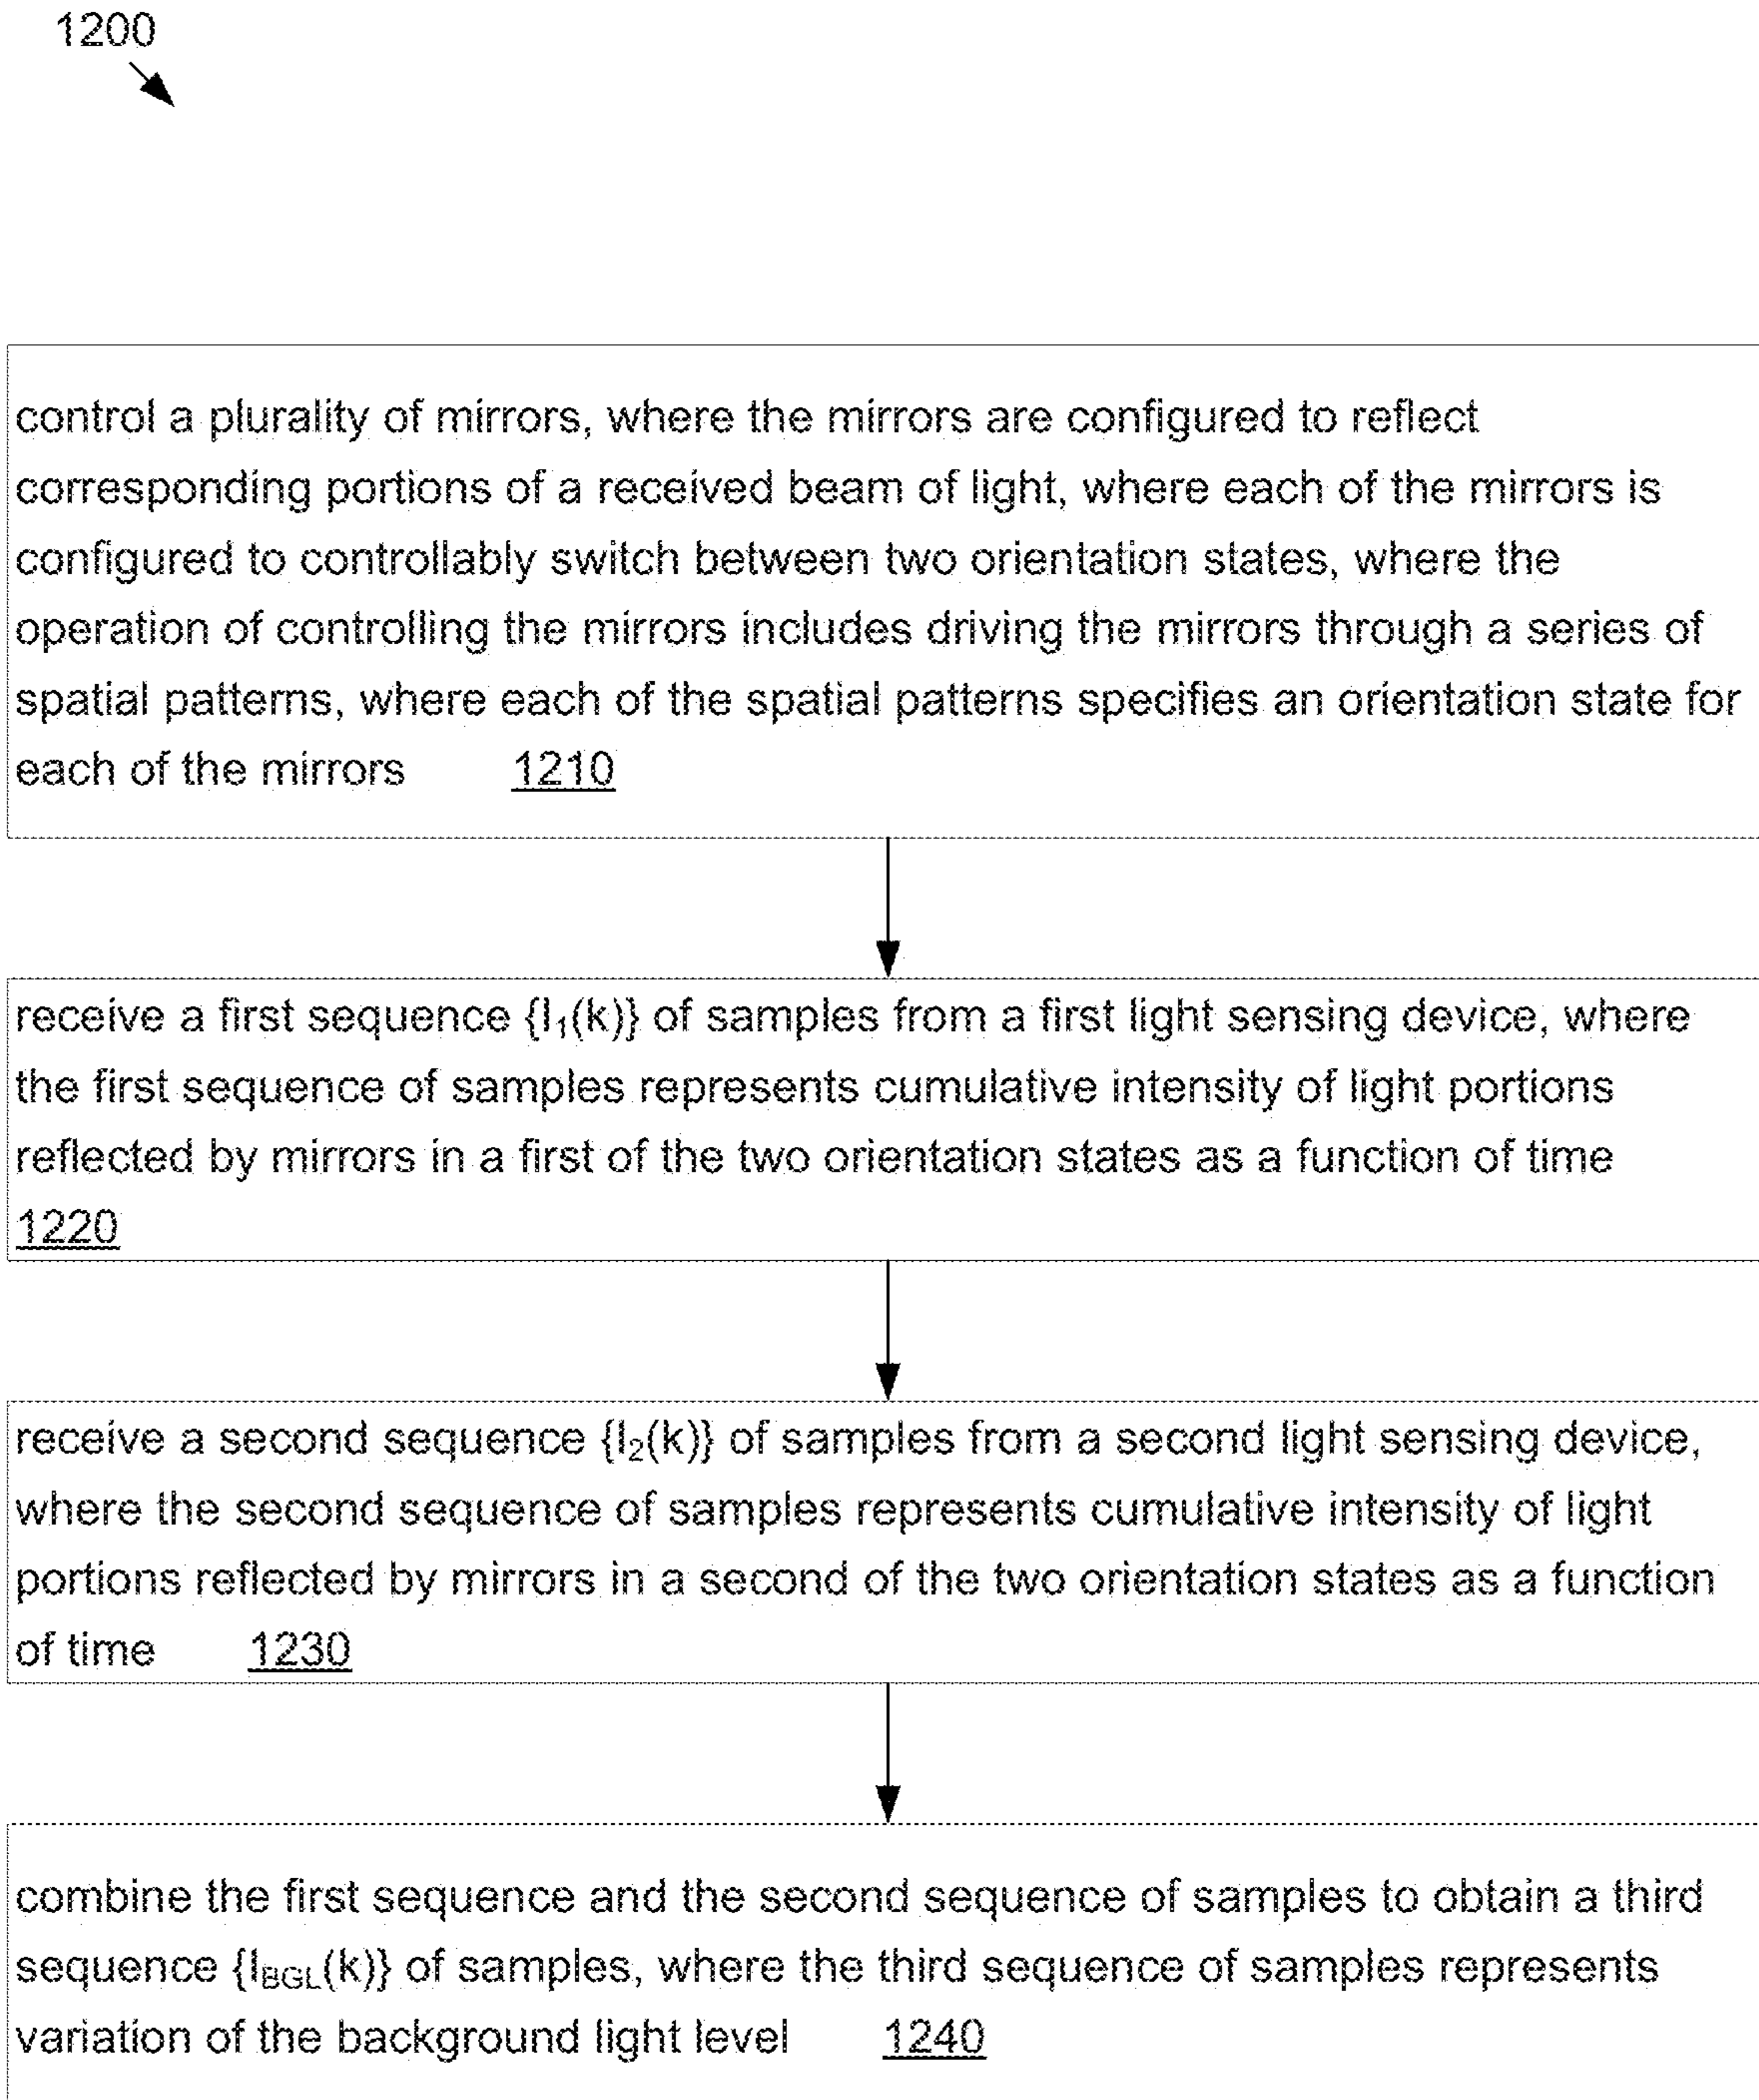 1200
control a plurality of mirrors, where the mirrors are configured to reflect
corresponding portions of a received beam of light, where each of the mirrors is
configured to controllably switch between two orientation states, where the
operation of controlling the mirrors includes driving the mirrors through a series of
spatial patterns, where each of the spatial patterns specifies an orientation state for
each of the mirrors 1210
receive a first sequence {I₁(k)} of samples from a first light sensing device, where
the first sequence of samples represents cumulative intensity of light portions
reflected by mirrors in a first of the two orientation states as a function of time
1220
receive a second sequence {I₂(k)} of samples from a second light sensing device,
where the second sequence of samples represents cumulative intensity of light
portions reflected by mirrors in a second of the two orientation states as a function
of time 1230
combine the first sequence and the second sequence of samples to obtain a third
sequence {I_BGL(k)} of samples, where the third sequence of samples represents
variation of the background light level 1240